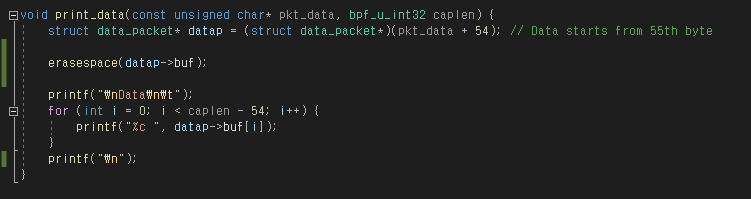 void print_data(const unsigned char* pkt_data, bpf_u_int32 caplen) {
struct data_packet* datap = (struct data_packet*)(pkt_data + 54); // Data starts from 55th byte
erasespace(datap->buf);
printf("₩nData₩n₩t");
for (int i = 0; i < caplen - 54; i++) {
printf("%c ", datap->buf[i]);
}
printf("₩n");
}